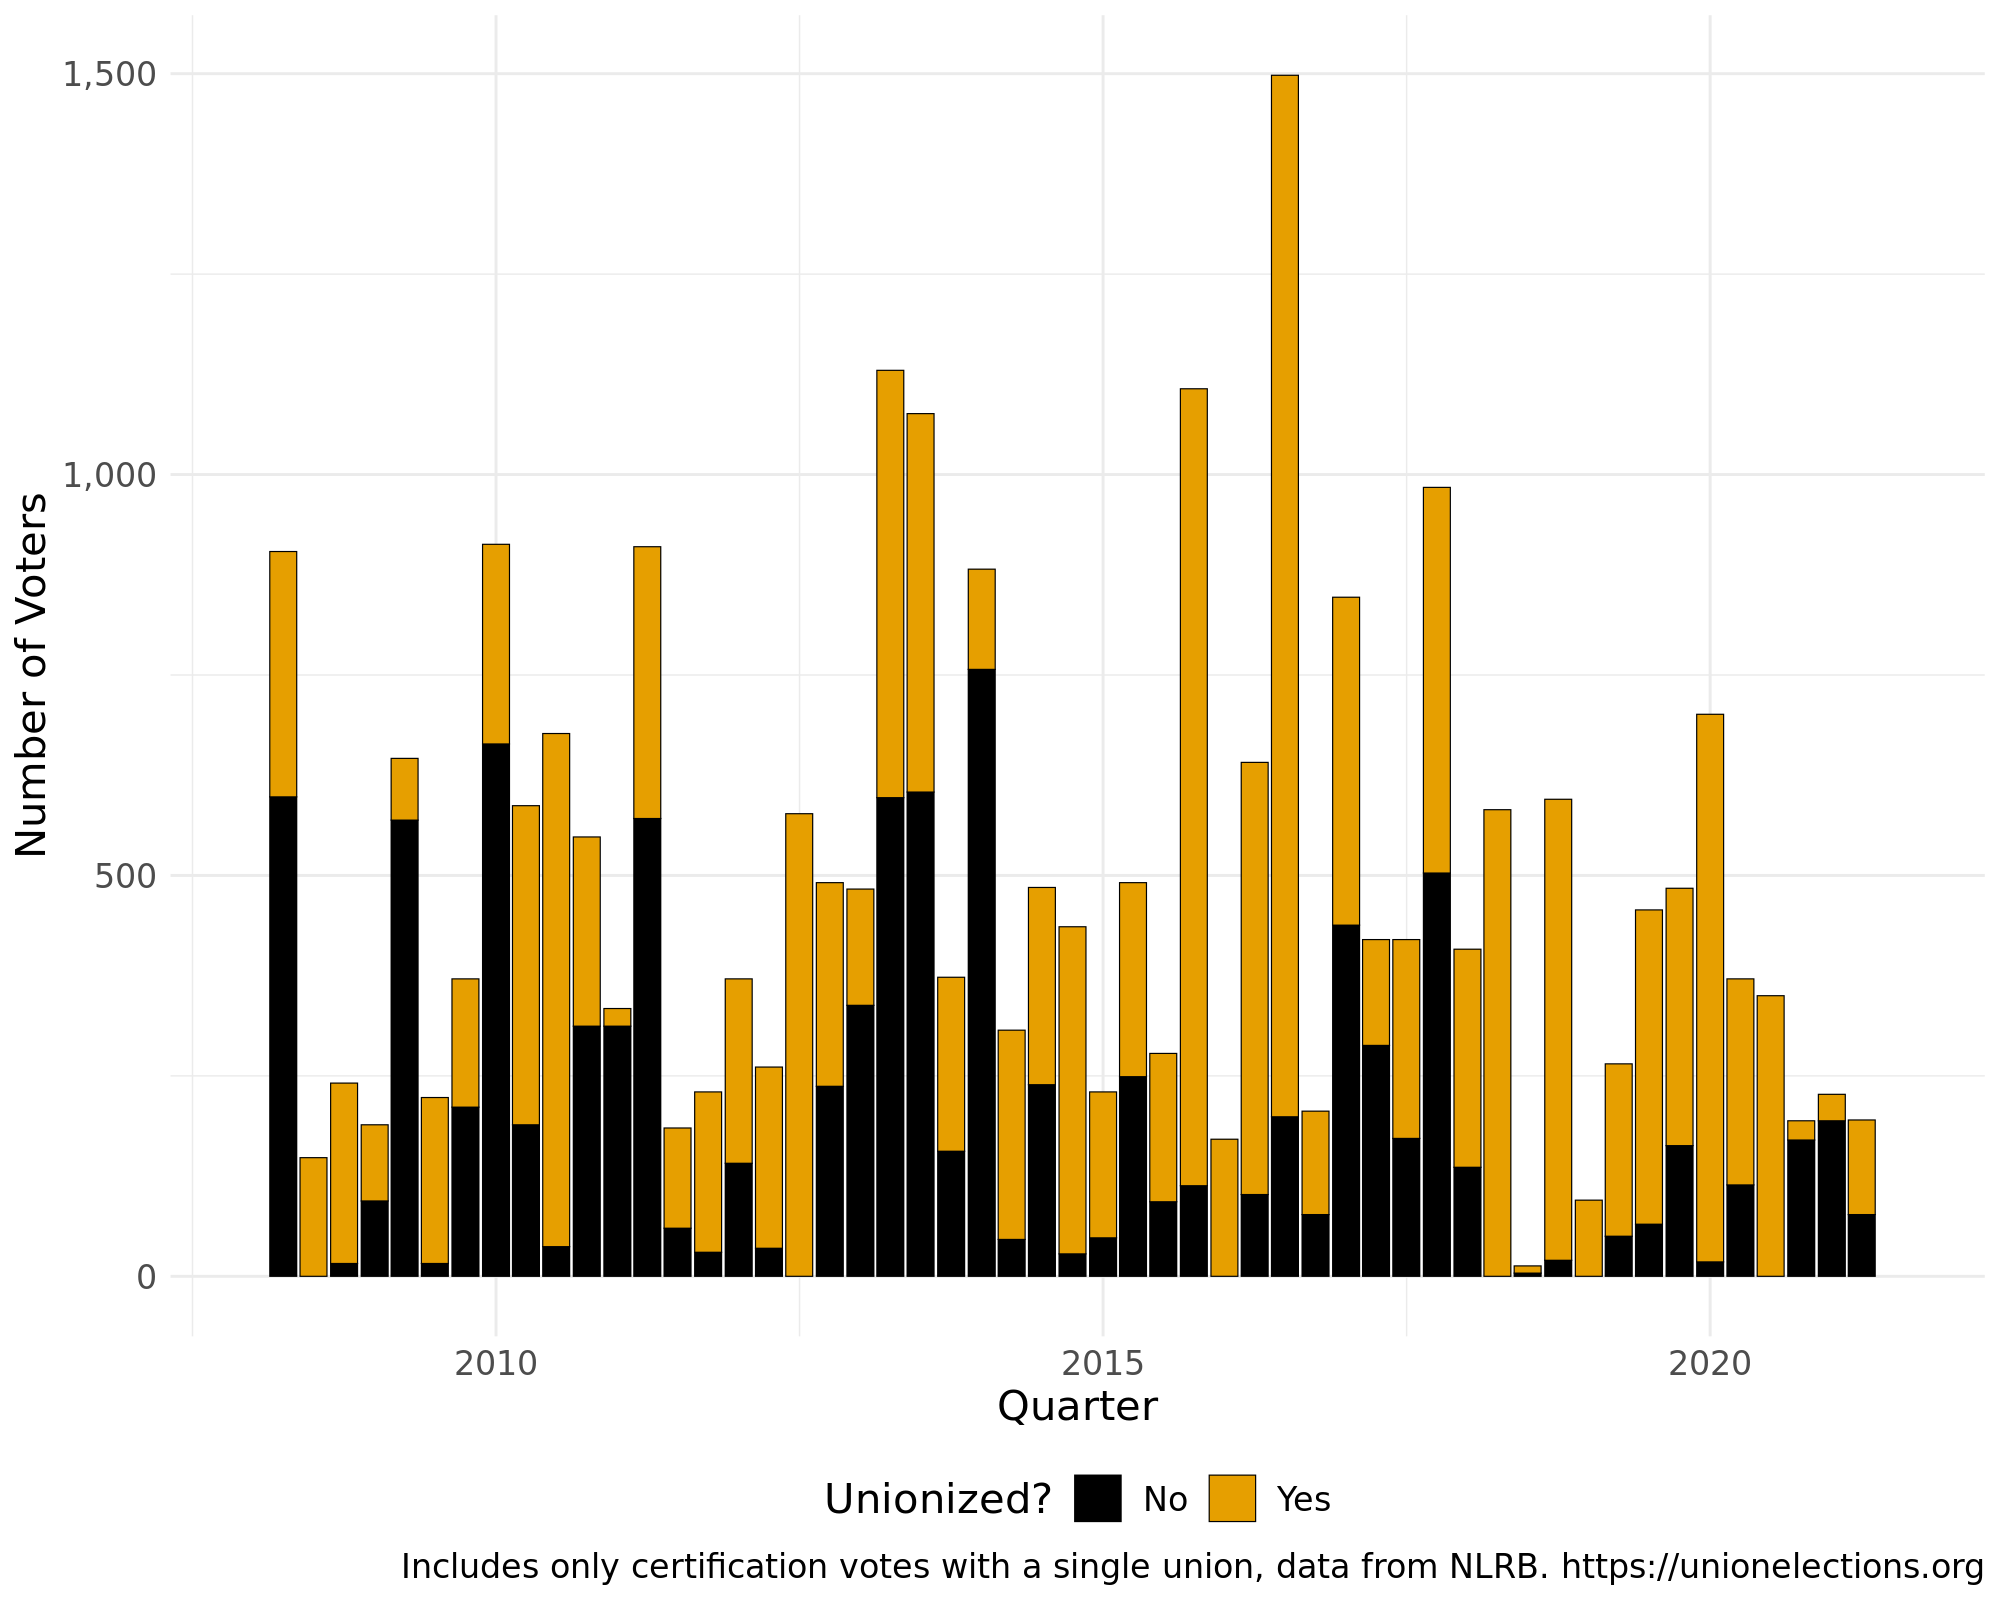 1,500
1,000
500
0
Number of Voters
2010 2015 2020
Quarter
Unionized? No Yes
Includes only certification votes with a single union, data from NLRB. https://unionelections.org